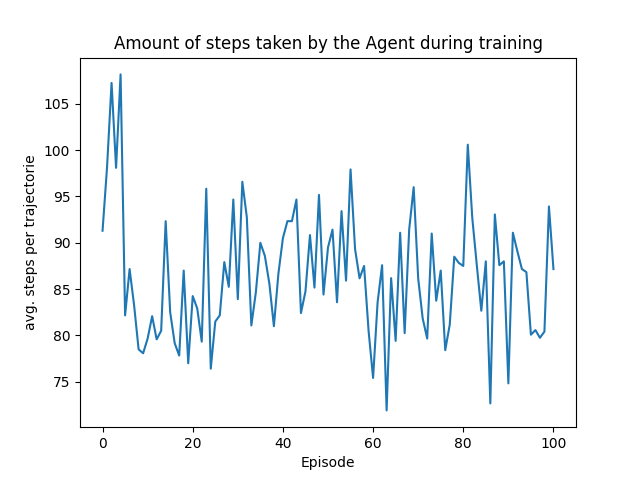 Amount of steps taken by the Agent during training
105
100
95
90
85
80
75
avg. steps per trajectorie
0 20 40 60 80 100
Episode